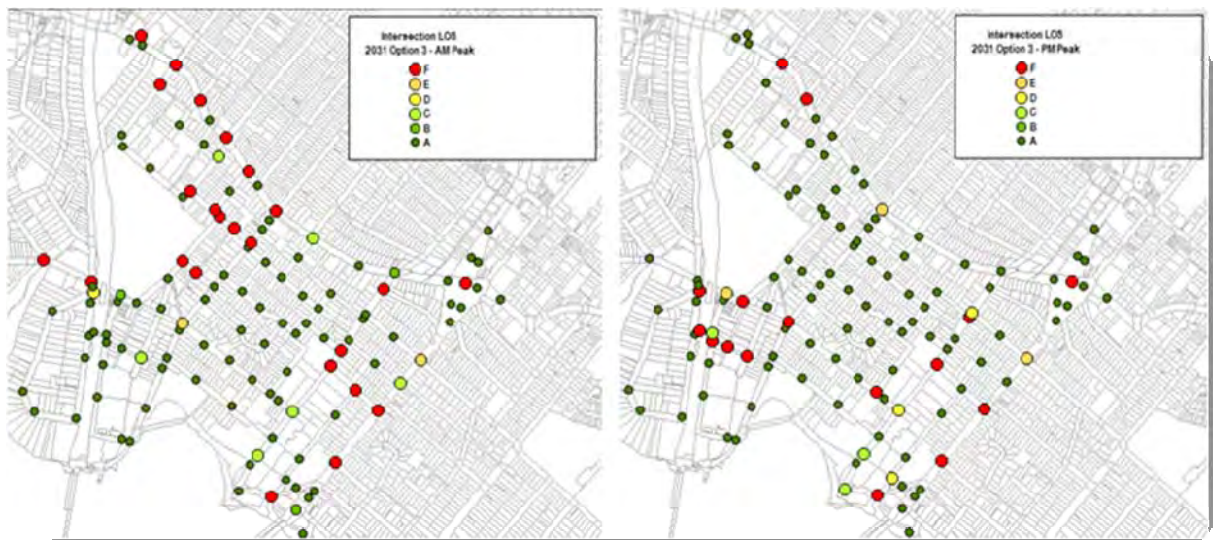 Intersection LOS
2031 Option 3 - AM Peak
F
E
D
C
B
A
Intersection LOS
2031 Option 3 - PM Peak
F
E
D
C
B
A